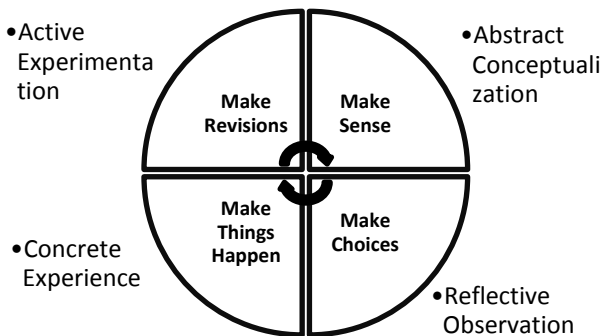 •Active
Experimenta
tion
•Abstract
Conceptuali
zation
Make
Revisions
Make
Sense
Make
Things
Happen
Make
Choices
•Concrete
Experience
•Reflective
Observation